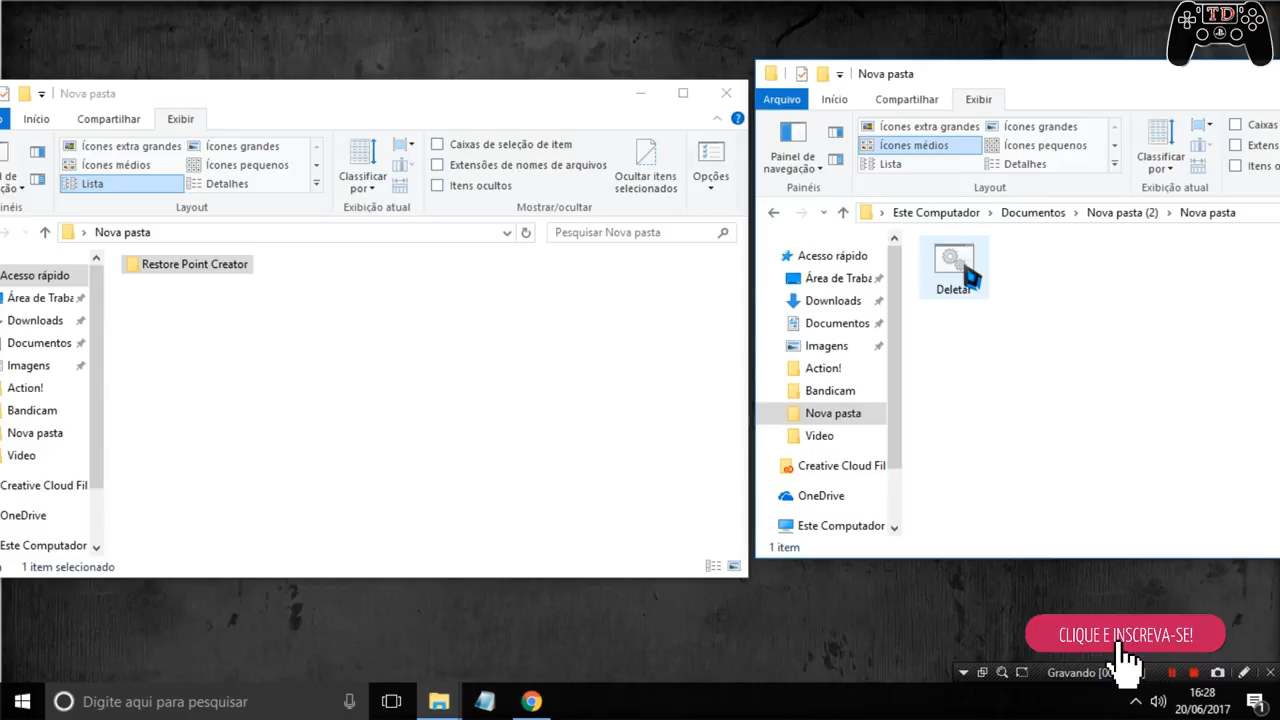 TD
Nova pasta
Início
Compartilhar
Exibir
Ícones extra grandes
Ícones grandes
Ícones médios
Ícones pequenos
Lista
Detalhes
Layout
Classificar
por
Exibição atual
Caixas de seleção de item
Extensões de nomes de arquivos
Itens ocultos
Ocultar itens
selecionados
Mostrar/ocultar
Opções
Nova pasta
Pesquisar Nova pasta
Acesso rápido
Área de Traba
Downloads
Documentos
Imagens
Action!
Bandicam
Nova pasta
Video
Creative Cloud Fil
OneDrive
Este Computador
Restore Point Creator
1 item selecionado
Nova pasta
Arquivo
Início
Compartilhar
Exibir
Painel de
navegação
Painéis
Ícones extra grandes
Ícones grandes
Ícones médios
Ícones pequenos
Lista
Detalhes
Layout
Classificar
por
Exibição atual
Caixas
Extens
Itens o
Este Computador
Documentos
Nova pasta (2)
Nova pasta
Acesso rápido
Área de Traba
Downloads
Documentos
Imagens
Action!
Bandicam
Nova pasta
Video
Creative Cloud Fil
OneDrive
Este Computador
Deletar
1 item
CLIQUE E INSCREVA-SE!
Gravando [0
Digite aqui para pesquisar
16:28
20/06/2017
1